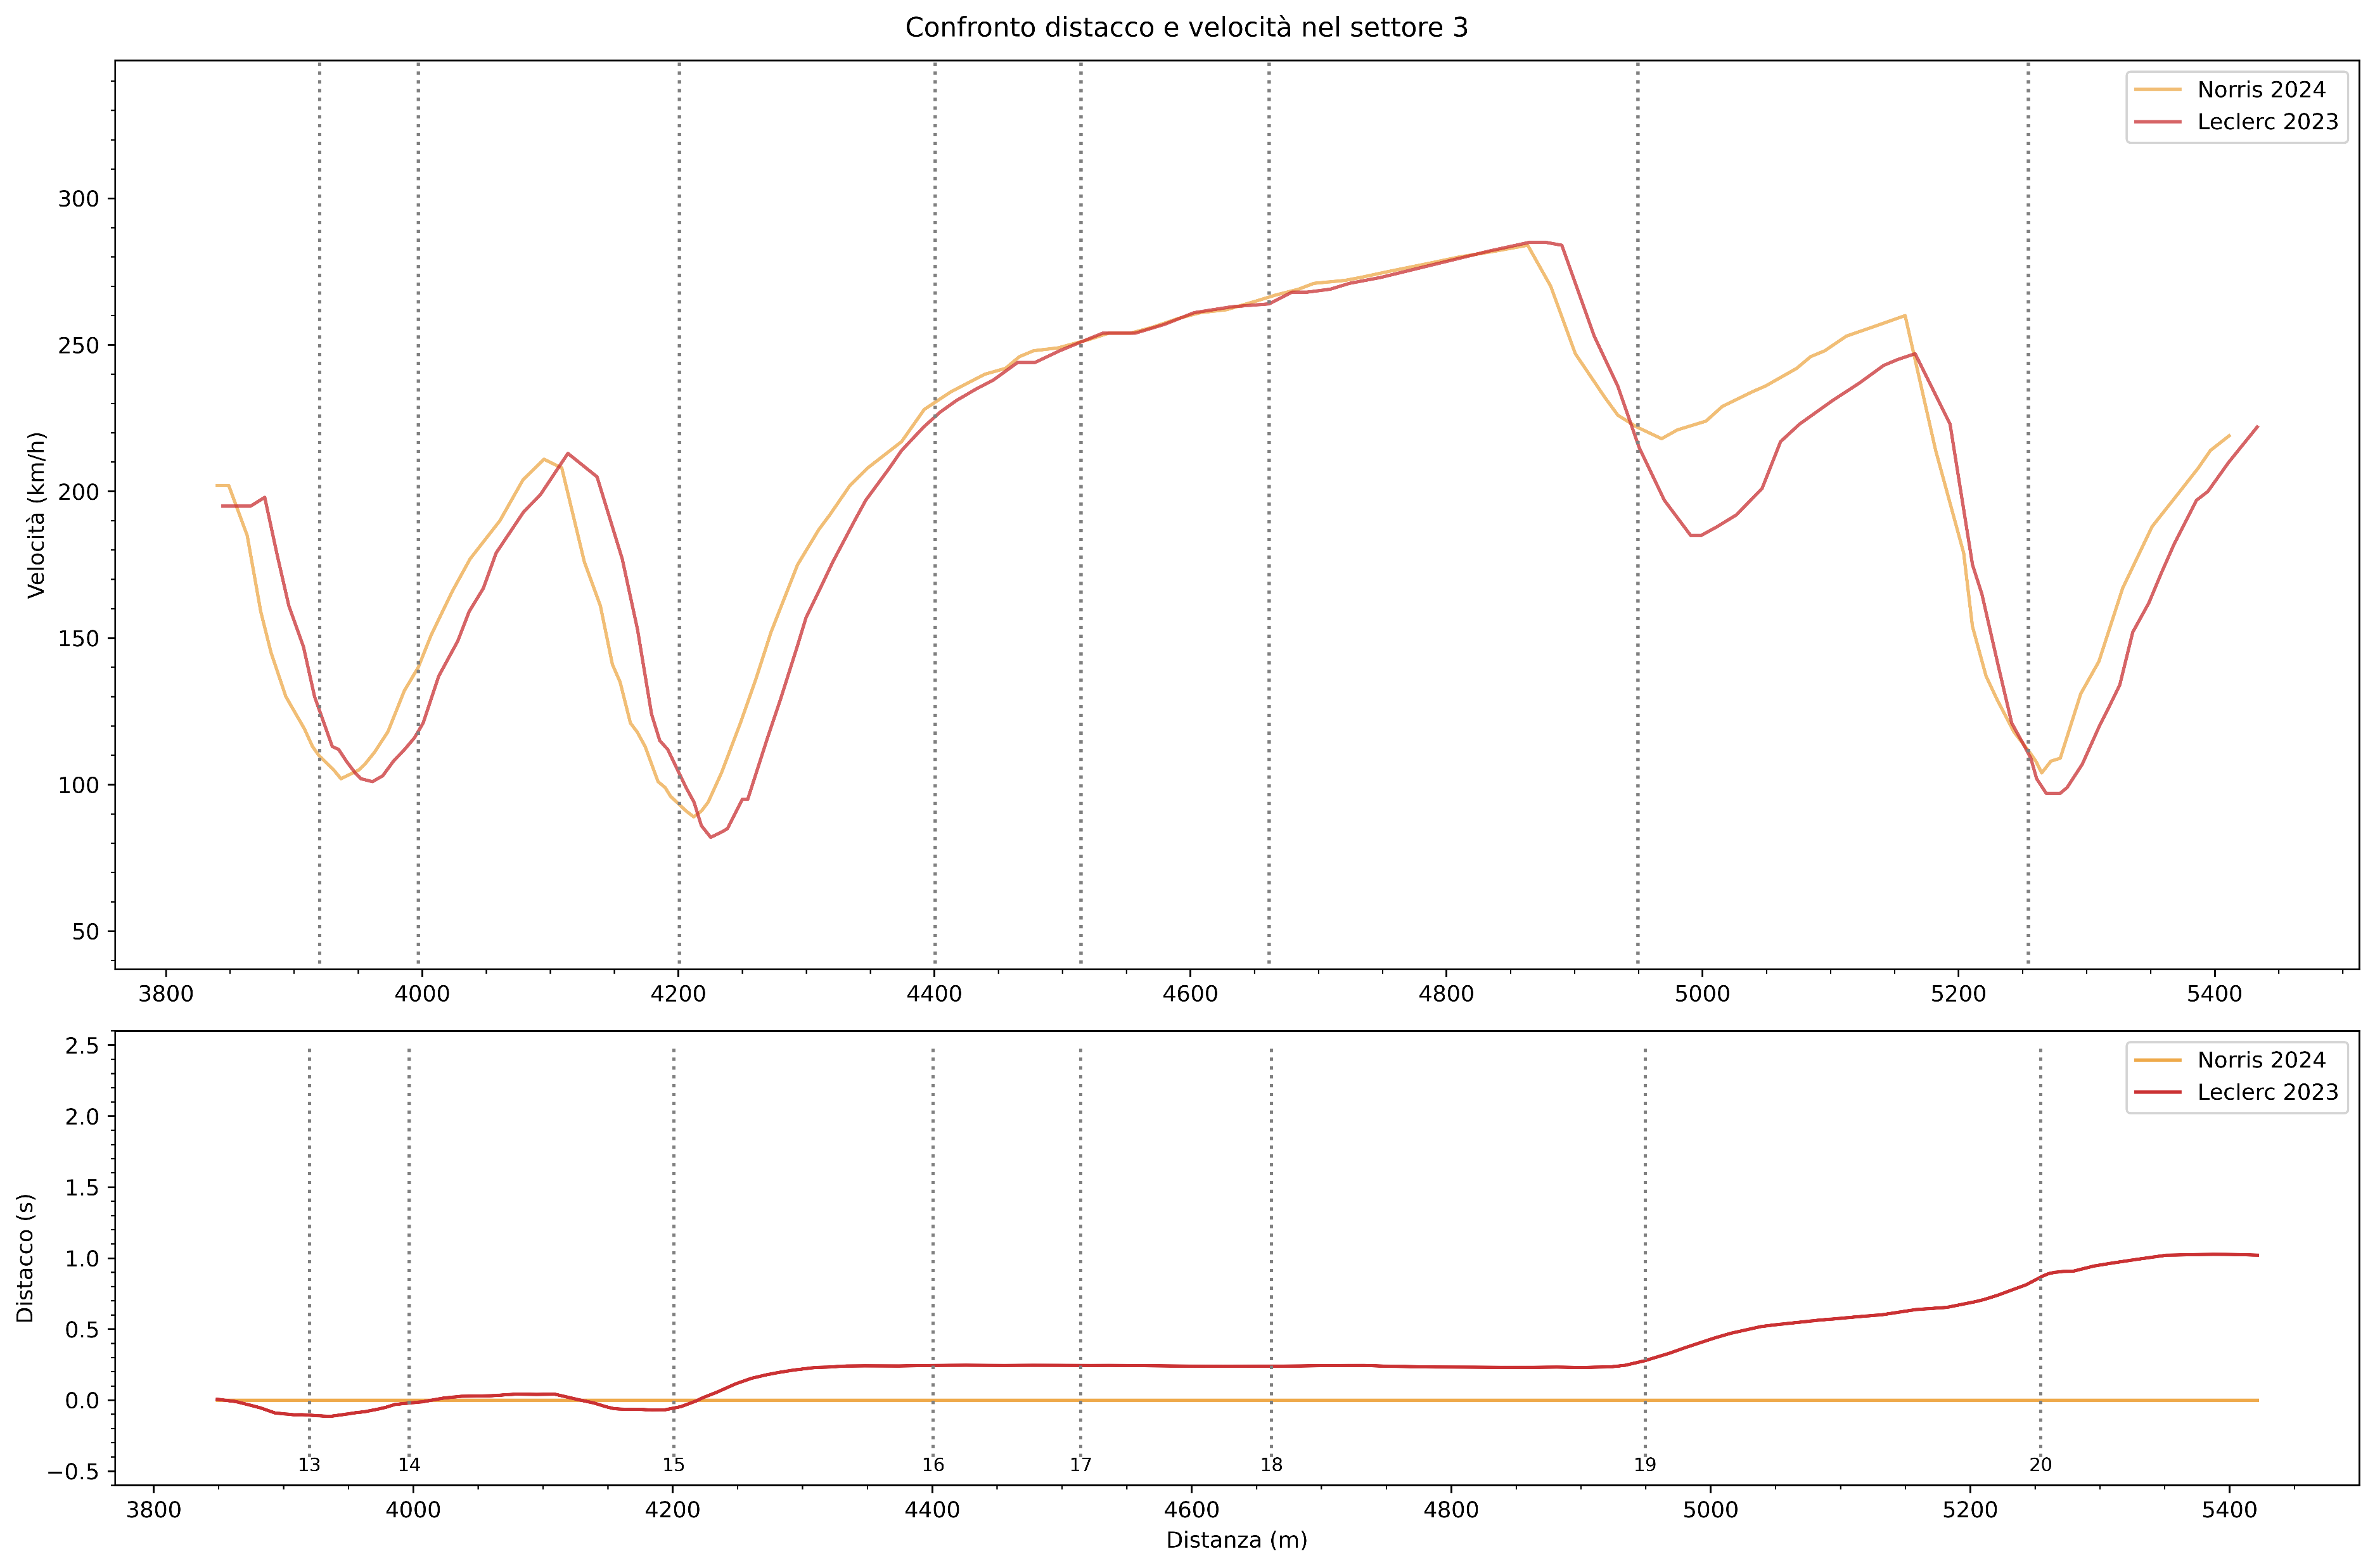 Confronto distacco e velocità nel settore 3
Velocità (km/h)
300
250
200
150
100
50
Norris 2024
Leclerc 2023
3800 4000 4200 4400 4600 4800 5000 5200 5400
Distacco (s)
2.5
2.0
1.5
1.0
0.5
0.0
−0.5
Norris 2024
Leclerc 2023
13 14 15 16 17 18 19 20
3800 4000 4200 4400 4600 4800 5000 5200 5400
Distanza (m)